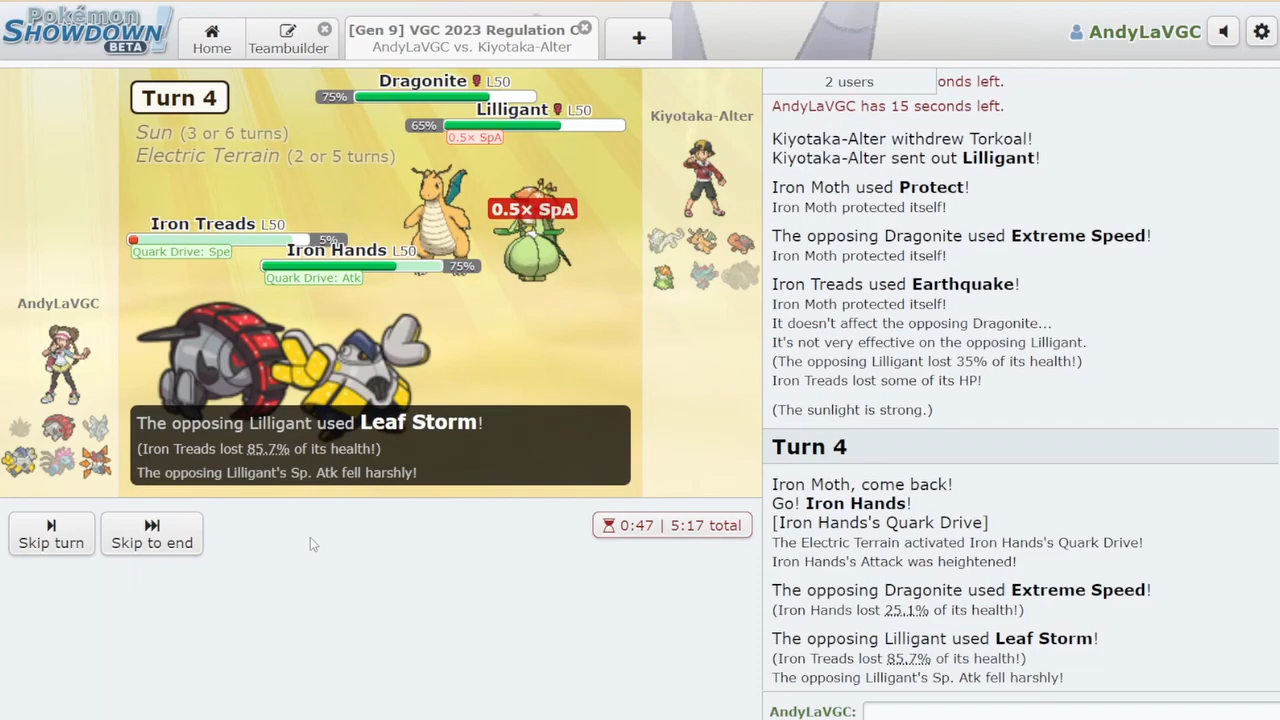 Pokémon
SHOWDOWN!
BETA
Home
Teambuilder
[Gen 9] VGC 2023 Regulation C
AndyLaVGC vs. Kiyotaka-Alter
+
AndyLaVGC
Turn 4
Sun (3 or 6 turns)
Electric Terrain (2 or 5 turns)
Dragonite L50
75%
Lilligant L50
65%
0.5× SpA
0.5× SpA
Iron Treads L50
5%
Quark Drive: Spe
Iron Hands L50
75%
Quark Drive: Atk
AndyLaVGC
Kiyotaka-Alter
The opposing Lilligant used Leaf Storm!
(Iron Treads lost 85.7% of its health!)
The opposing Lilligant's Sp. Atk fell harshly!
Skip turn
Skip to end
0:47 | 5:17 total
2 users
onds left.
AndyLaVGC has 15 seconds left.
Kiyotaka-Alter withdrew Torkoal!
Kiyotaka-Alter sent out Lilligant!
Iron Moth used Protect!
Iron Moth protected itself!
The opposing Dragonite used Extreme Speed!
Iron Moth protected itself!
Iron Treads used Earthquake!
Iron Moth protected itself!
It doesn't affect the opposing Dragonite...
It's not very effective on the opposing Lilligant.
(The opposing Lilligant lost 35% of its health!)
Iron Treads lost some of its HP!
(The sunlight is strong.)
Turn 4
Iron Moth, come back!
Go! Iron Hands!
[Iron Hands's Quark Drive]
The Electric Terrain activated Iron Hands's Quark Drive!
Iron Hands's Attack was heightened!
The opposing Dragonite used Extreme Speed!
(Iron Hands lost 25.1% of its health!)
The opposing Lilligant used Leaf Storm!
(Iron Treads lost 85.7% of its health!)
The opposing Lilligant's Sp. Atk fell harshly!
AndyLaVGC: